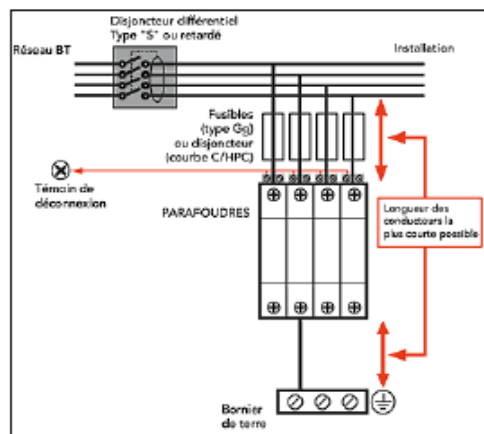 Disjoncteur différentiel
Type "S" ou retardé
Réseau BT
Installation
Fusibles
(type Gg)
ou disjoncteur
(courbe C/HPC)
Témoin de
déconnexion
PARAFOUDRES
Longueur des
conducteurs la
plus courte possible
Bornier
de terre